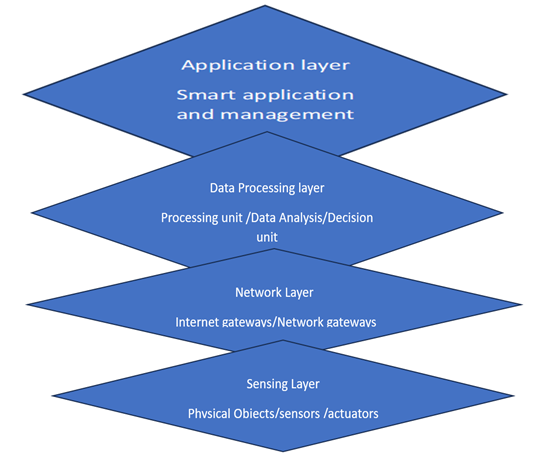 Application layer
Smart application
and management
Data Processing layer
Processing unit /Data Analysis/Decision
unit
Network Layer
Internet gateways/Network gateways
Sensing Layer
Physical Objects/sensors /actuators